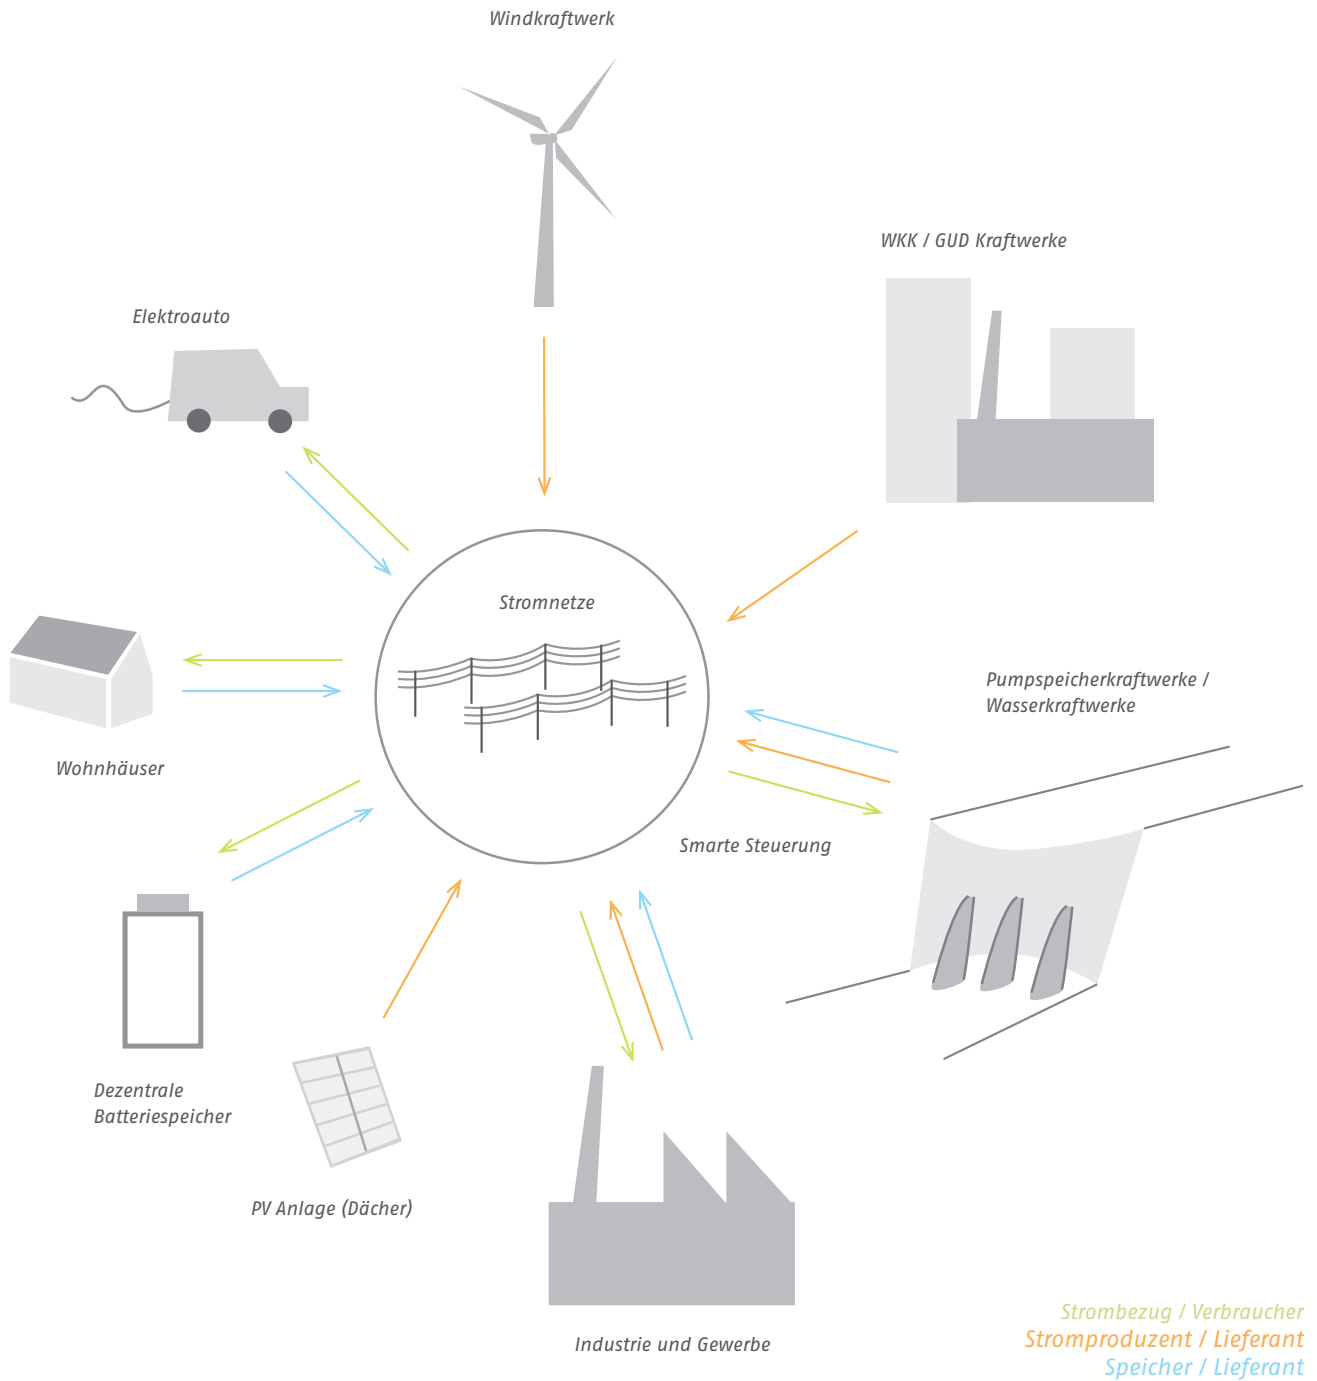 Windkraftwerk
WKK / GUD Kraftwerke
Elektroauto
Stromnetze
Pumpspeicherkraftwerke /
Wasserkraftwerke
Wohnhäuser
Smarte Steuerung
Dezentrale
Batteriespeicher
PV Anlage (Dächer)
Industrie und Gewerbe
Strombezug / Verbraucher
Stromproduzent / Lieferant
Speicher / Lieferant